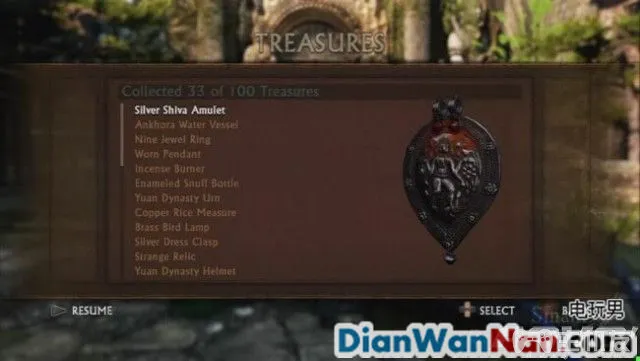 TREASURES
Collected 33 of 100 Treasures
Silver Shiva Amulet
Ankhora Water Vessel
Nine Jewel Ring
Worn Pendant
Incense Burner
Enameled Snuff Bottle
Yuan Dynasty Urn
Copper Rice Measure
Brass Bird Lamp
Silver Dress Clasp
Strange Relic
Yuan Dynasty Helmet
RESUME
SELECT
电玩男
DianWanNan.com